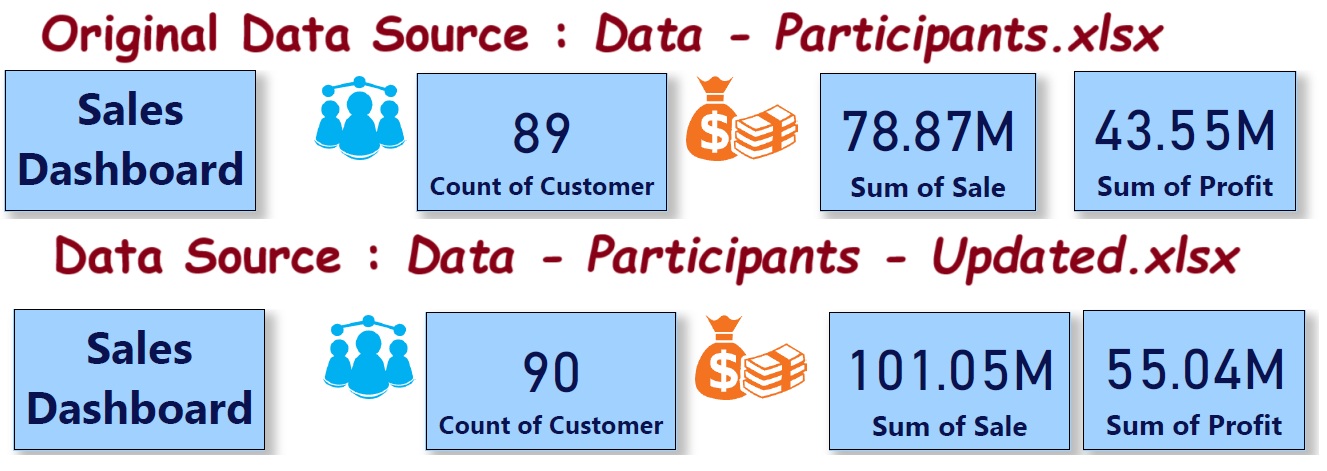 Original Data Source : Data - Participants.xlsx
Sales
Dashboard
89
Count of Customer
$
78.87M
Sum of Sale
43.55M
Sum of Profit
Data Source : Data - Participants - Updated.xlsx
Sales
Dashboard
90
Count of Customer
$
101.05M
Sum of Sale
55.04M
Sum of Profit